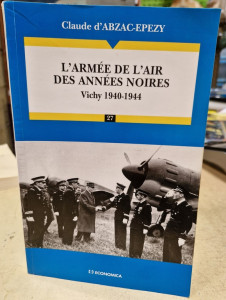 Claude d'ABZAC-EPEZY
L'ARMÉE DE L'AIR
DES ANNÉES NOIRES
Vichy 1940-1944
27
ECONOMICA